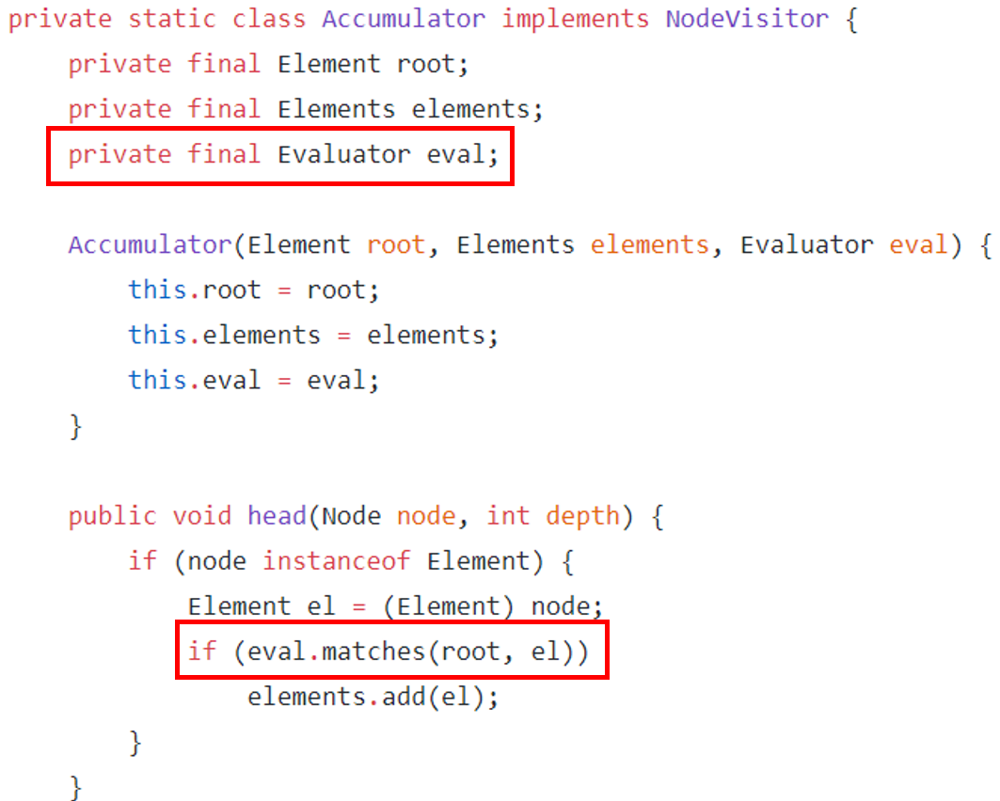 private static class Accumulator implements NodeVisitor {
    private final Element root;
    private final Elements elements;
    private final Evaluator eval;

    Accumulator(Element root, Elements elements, Evaluator eval) {
        this.root = root;
        this.elements = elements;
        this.eval = eval;
    }

    public void head(Node node, int depth) {
        if (node instanceof Element) {
            Element el = (Element) node;
            if (eval.matches(root, el))
                elements.add(el);
        }
    }